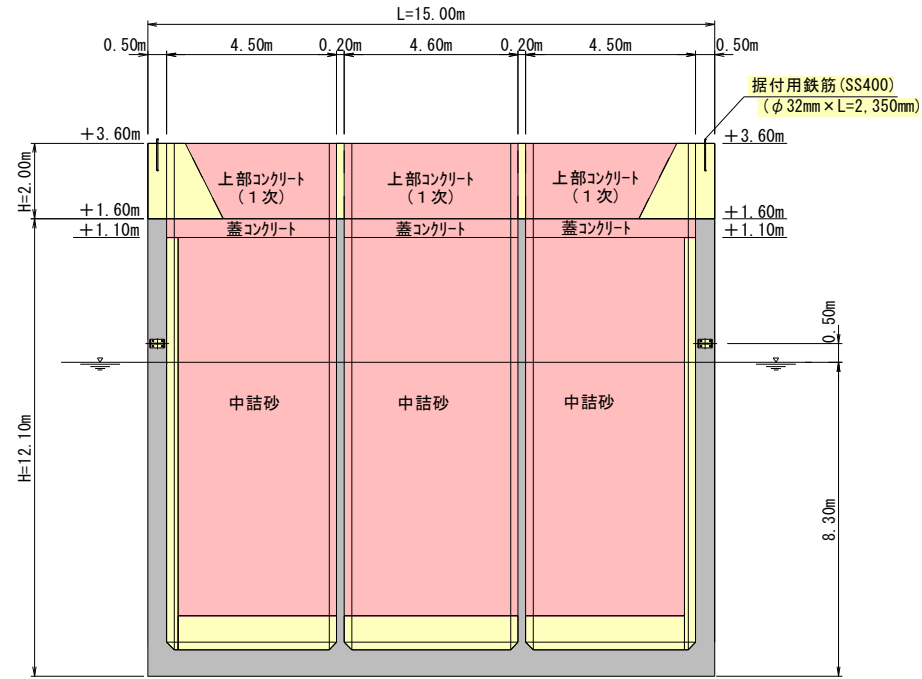 L=15.00m
0.50m
4.50m
0.20m
4.60m
0.20m
4.50m
0.50m
据付用鉄筋(SS400)
(φ32mm×L=2,350mm)
+3.60m
+3.60m
H=2.00m
上部コンクリート
(１次)
上部コンクリート
(１次)
上部コンクリート
(１次)
+1.60m
+1.60m
+1.10m
蓋コンクリート
蓋コンクリート
蓋コンクリート
+1.10m
0.50m
中詰砂
中詰砂
中詰砂
H=12.10m
8.30m